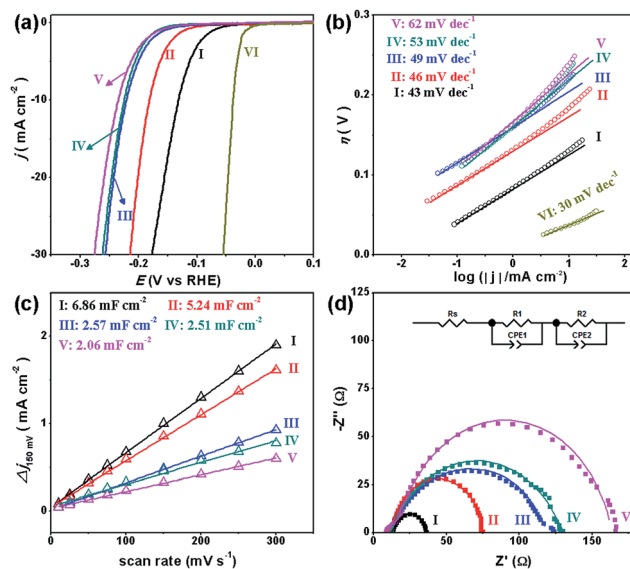 (a)
I
II
III
IV
V
VI
0
-10
-20
-30
-0.3 -0.2 -0.1 0.0 0.1
j ( mA cm⁻²)
E (V vs RHE)
(b)
V: 62 mV dec⁻¹
IV: 53 mV dec⁻¹
III: 49 mV dec⁻¹
II: 46 mV dec⁻¹
I: 43 mV dec⁻¹
V
IV
III
II
I
VI: 30 mV dec⁻¹
0.3
0.2
0.1
0.0
-2 -1 0 1 2
η ( V )
log (| j | /mA cm⁻²)
(c)
I: 6.86 mF cm⁻² II: 5.24 mF cm⁻²
III: 2.57 mF cm⁻² IV: 2.51 mF cm⁻²
V: 2.06 mF cm⁻²
I
II
III
IV
V
2
1
0
0 100 200 300
Δj₁₅₀ ₘᵥ ( mA cm⁻²)
scan rate (mV s⁻¹)
(d)
Rs R1 R2
CPE1 CPE2
I II III IV V
125
100
75
50
25
0
0 50 100 150 200
-Z'' (Ω)
Z' (Ω)